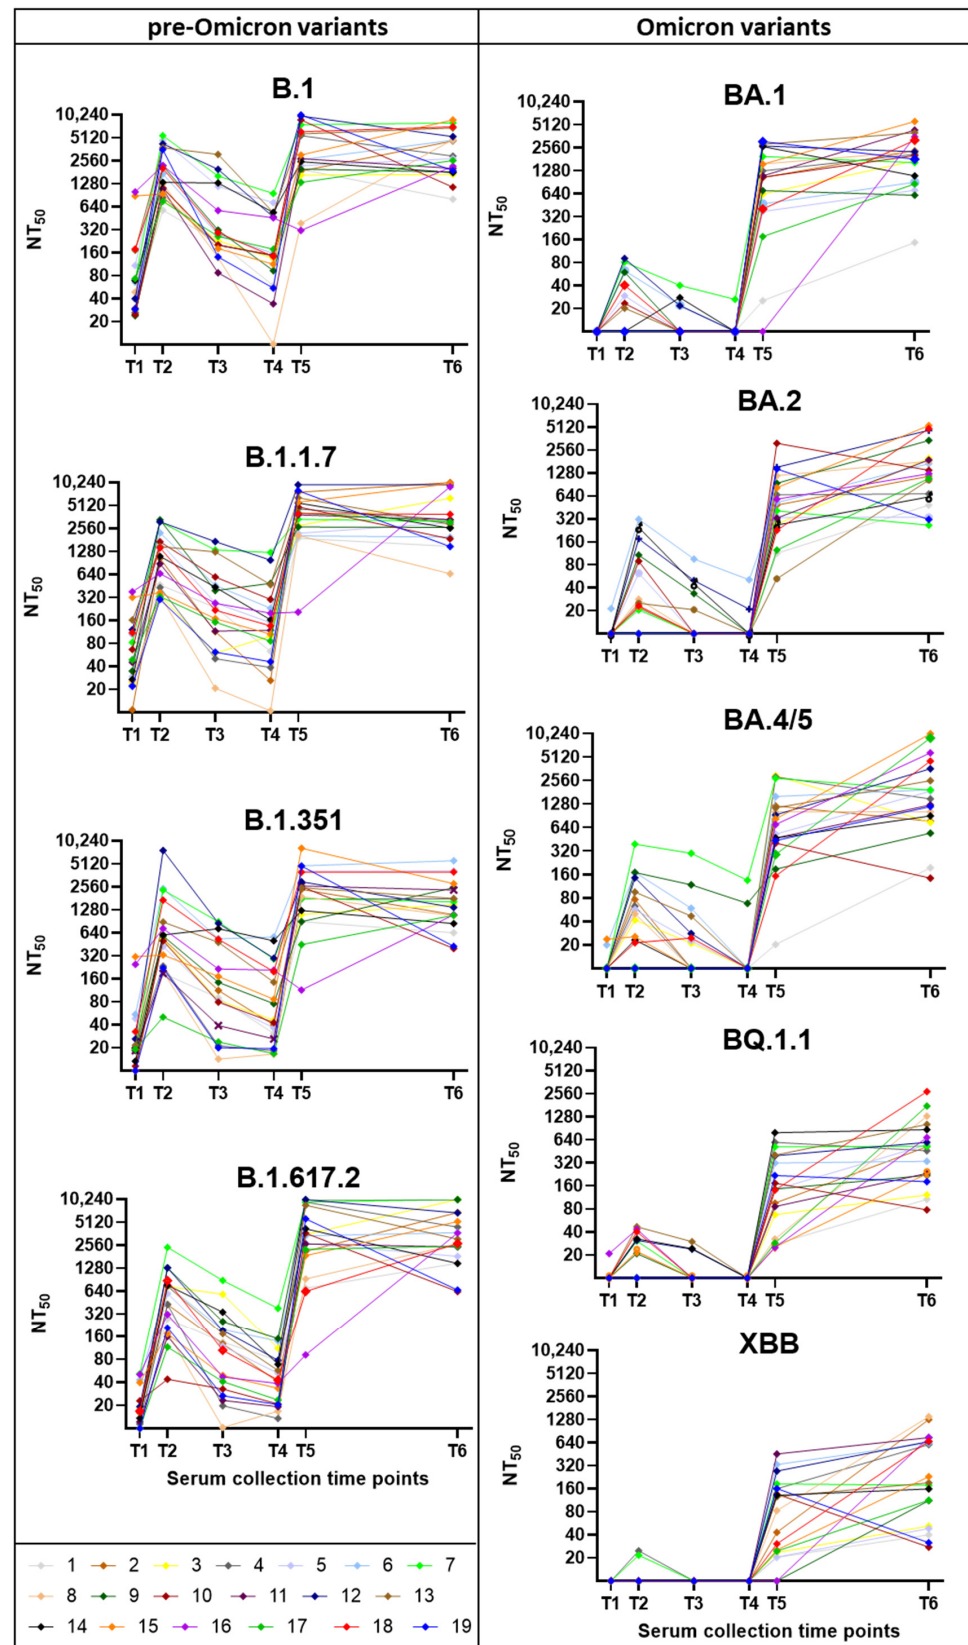 pre-Omicron variants
B.1
10,240
5120
2560
1280
640
320
160
80
40
20
NT50
T1 T2 T3 T4 T5 T6
B.1.1.7
10,240
5120
2560
1280
640
320
160
80
40
20
NT50
T1 T2 T3 T4 T5 T6
B.1.351
10,240
5120
2560
1280
640
320
160
80
40
20
NT50
T1 T2 T3 T4 T5 T6
B.1.617.2
10,240
5120
2560
1280
640
320
160
80
40
20
NT50
T1 T2 T3 T4 T5 T6
Serum collection time points
1 2 3 4 5 6 7
8 9 10 11 12 13
14 15 16 17 18 19
Omicron variants
BA.1
10,240
5120
2560
1280
640
320
160
80
40
20
NT50
T1 T2 T3 T4 T5 T6
BA.2
10,240
5120
2560
1280
640
320
160
80
40
20
NT50
T1 T2 T3 T4 T5 T6
BA.4/5
10,240
5120
2560
1280
640
320
160
80
40
20
NT50
T1 T2 T3 T4 T5 T6
BQ.1.1
10,240
5120
2560
1280
640
320
160
80
40
20
NT50
T1 T2 T3 T4 T5 T6
XBB
10,240
5120
2560
1280
640
320
160
80
40
20
NT50
T1 T2 T3 T4 T5 T6
Serum collection time points